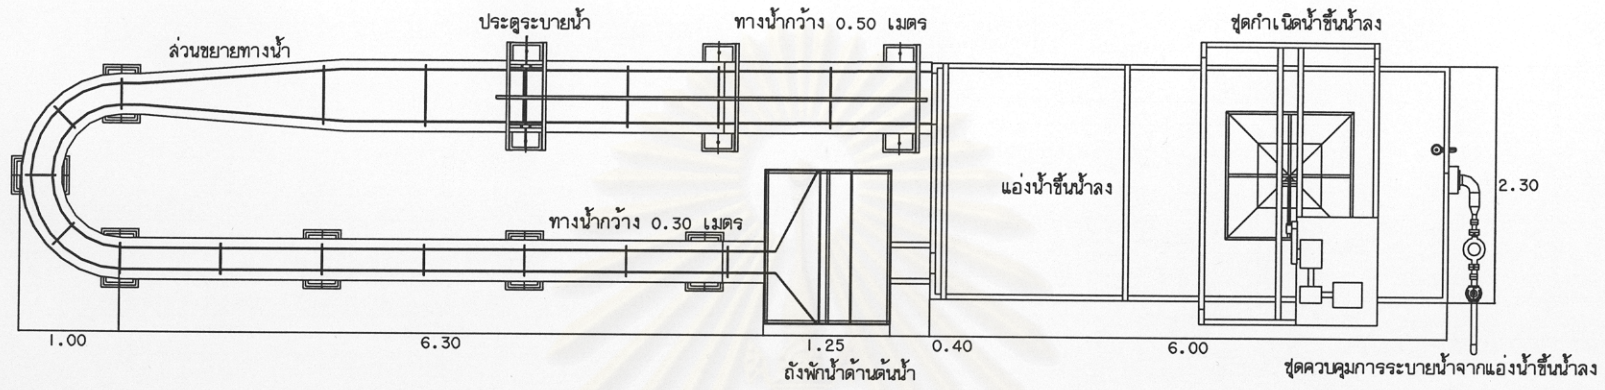 ประตูระบายน้ำ
ทางน้ำกว้าง 0.50 เมตร
ชุดกำเนิดน้ำขึ้นน้ำลง
ส่วนขยายทางน้ำ
แอ่งน้ำขึ้นน้ำลง
2.30
ทางน้ำกว้าง 0.30 เมตร
1.00
6.30
1.25
0.40
6.00
ถังพักน้ำด้านต้นน้ำ
ชุดควบคุมการระบายน้ำจากแอ่งน้ำขึ้นน้ำลง